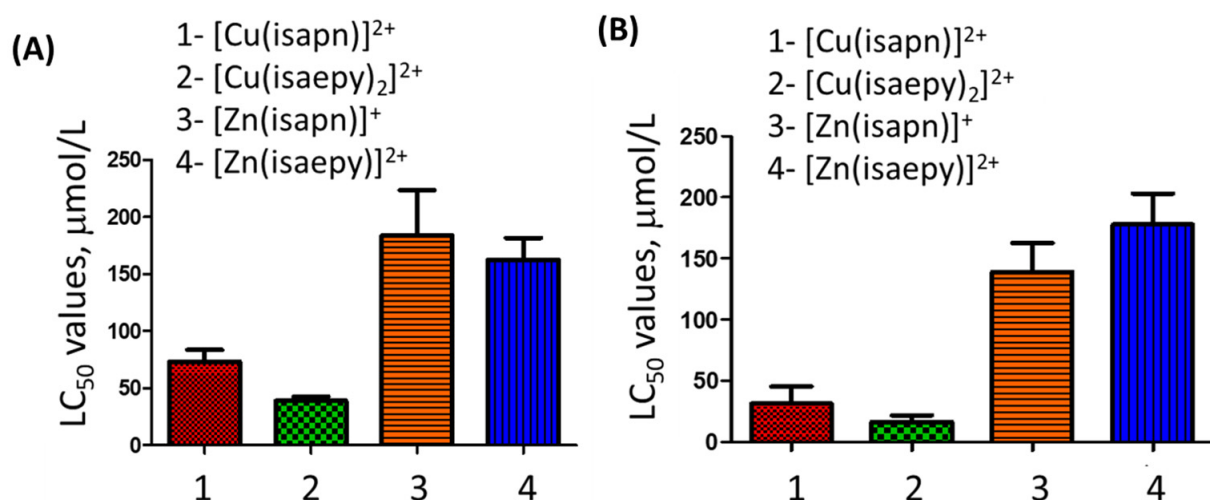 (A)
1- [Cu(isapn)]²⁺
2- [Cu(isaepy)₂]²⁺
3- [Zn(isapn)]⁺
4- [Zn(isaepy)]²⁺
LC₅₀ values, μmol/L
250
200
150
100
50
0
1 2 3 4
(B)
1- [Cu(isapn)]²⁺
2- [Cu(isaepy)₂]²⁺
3- [Zn(isapn)]⁺
4- [Zn(isaepy)]²⁺
LC₅₀ values, μmol/L
250
200
150
100
50
0
1 2 3 4